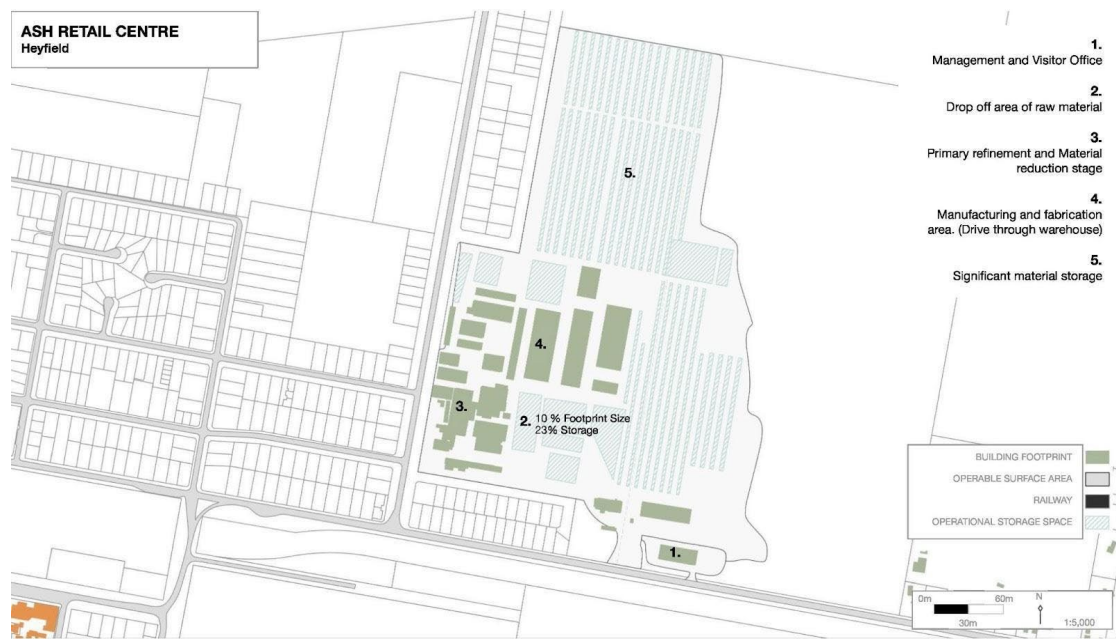 ASH RETAIL CENTRE
Heyfield
1.
Management and Visitor Office
2.
Drop off area of raw material
3.
Primary refinement and Material
reduction stage
4.
Manufacturing and fabrication
area. (Drive through warehouse)
5.
Significant material storage
5.
4.
3.
2. 10 % Footprint Size
23% Storage
1.
BUILDING FOOTPRINT
OPERABLE SURFACE AREA
RAILWAY
OPERATIONAL STORAGE SPACE
0m 60m N
30m 1:5,000